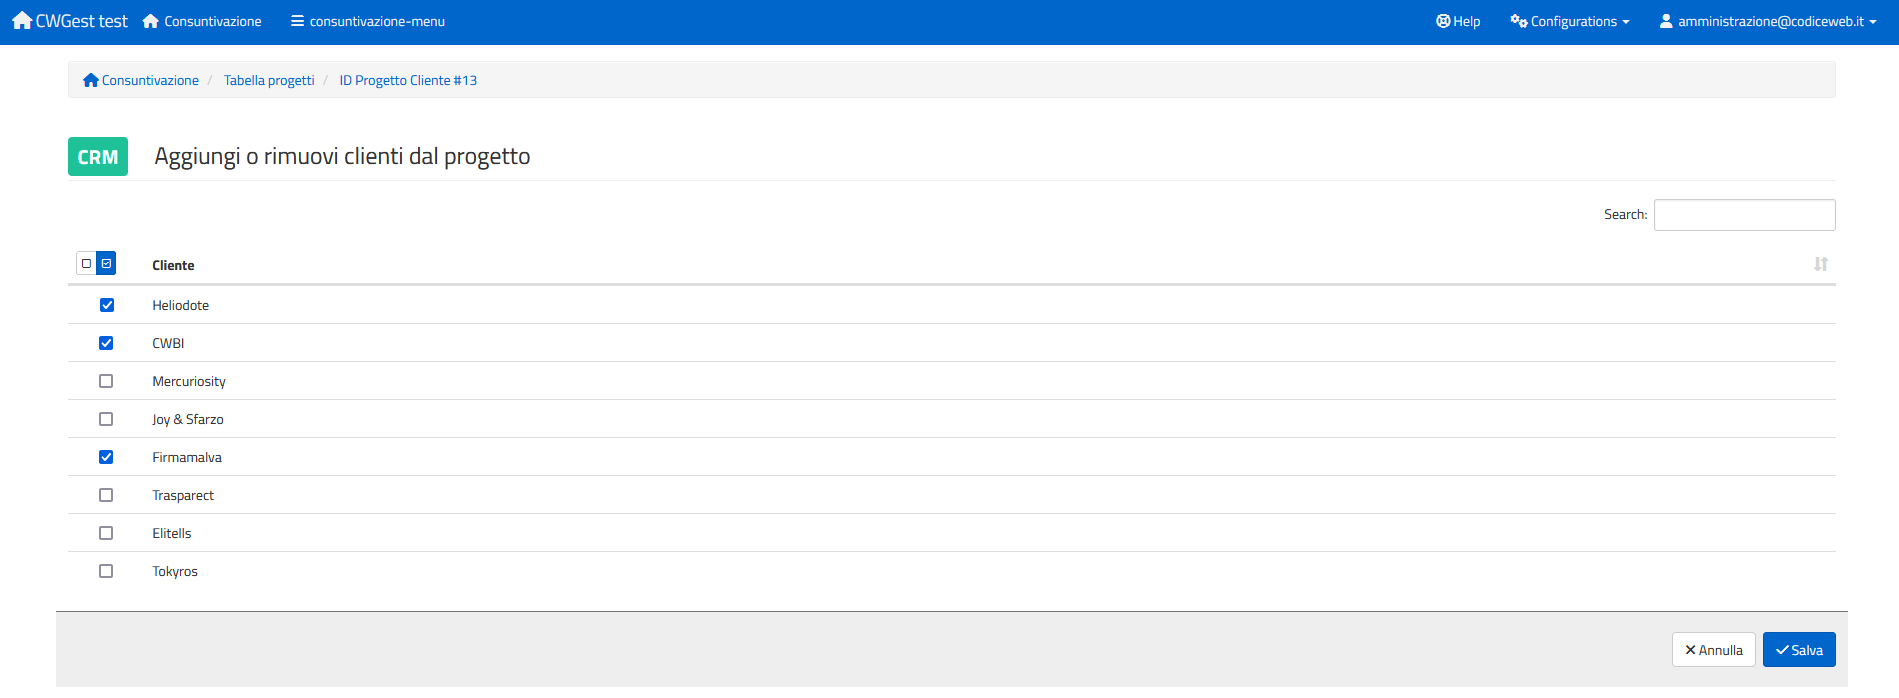 CWGest test Consuntivazione consuntivazione-menu Help Configurations amministrazione@codiceweb.it
Consuntivazione / Tabella progetti / ID Progetto Cliente #13
CRM Aggiungi o rimuovi clienti dal progetto
Search:
Cliente
Heliodote
CWBI
Mercuriosity
Joy & Sfarzo
Firmamalva
Trasparect
Elitells
Tokyros
Annulla Salva